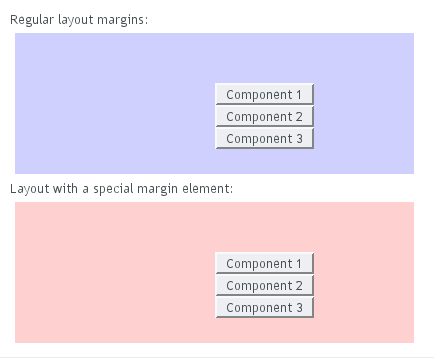 Regular layout margins:
Component 1
Component 2
Component 3
Layout with a special margin element:
Component 1
Component 2
Component 3